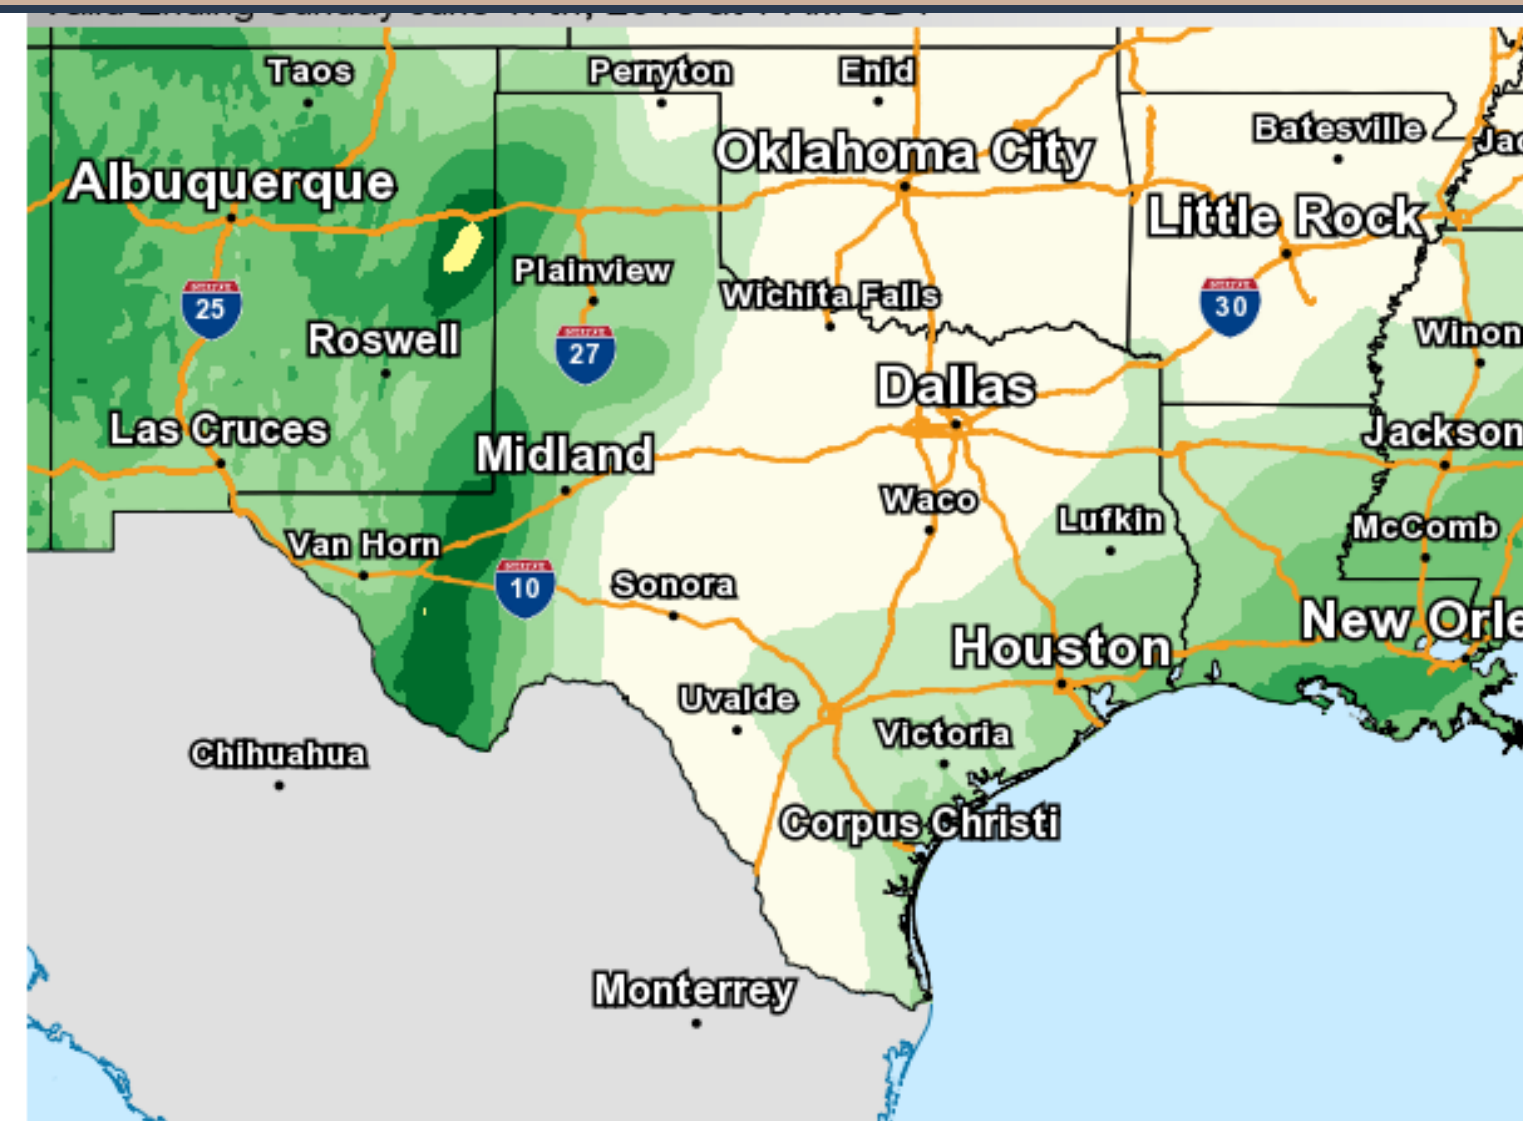 Taos
Perryton
Enid
Batesville
Oklahoma City
Albuquerque
Little Rock
Plainview
Wichita Falls
25
30
Roswell
27
Dallas
Las Cruces
Midland
Jackson
Waco
Lufkin
McComb
Van Horn
10
Sonora
New Orle
Houston
Uvalde
Victoria
Chihuahua
Corpus Christi
Monterrey